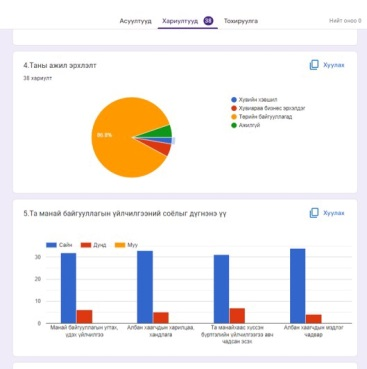 Асуултууд Хариултууд 38 Тохируулга
Нийт оноо 0
4.Таны ажил эрхлэлт
Хуулах
38 хариулт
Хувийн хэвшил
Хувиараа бизнес эрхэлдэг
Төрийн байгууллагад
Ажилгүй
5.Та манай байгууллагын үйлчилгээний соёлыг дүгнэнэ үү
Хуулах
Сайн Дунд Муу
30
20
10
0
Манай байгууллагын угтах, үдэх үйлчилгээ
Албан хаагчдын харилцаа, хандлага
Та манайхаас хүссэн бүртгэлийн үйлчилгээгээ авч чадсан эсэх
Албан хаагчдын мэдлэг чадвар